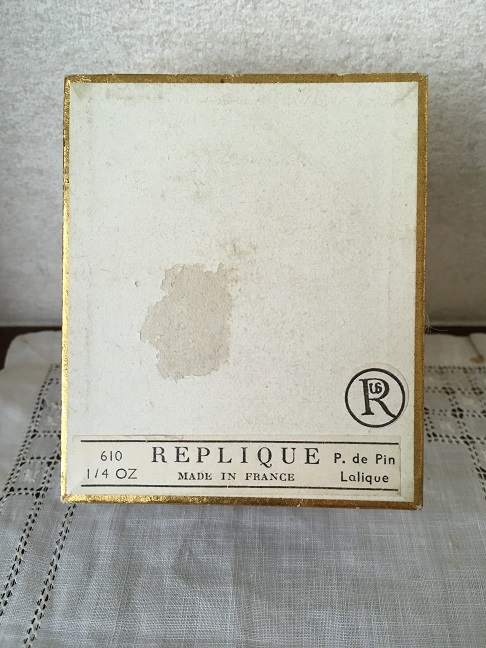 R us
610 REPLIQUE P. de Pin
1/4 OZ MADE IN FRANCE Lalique